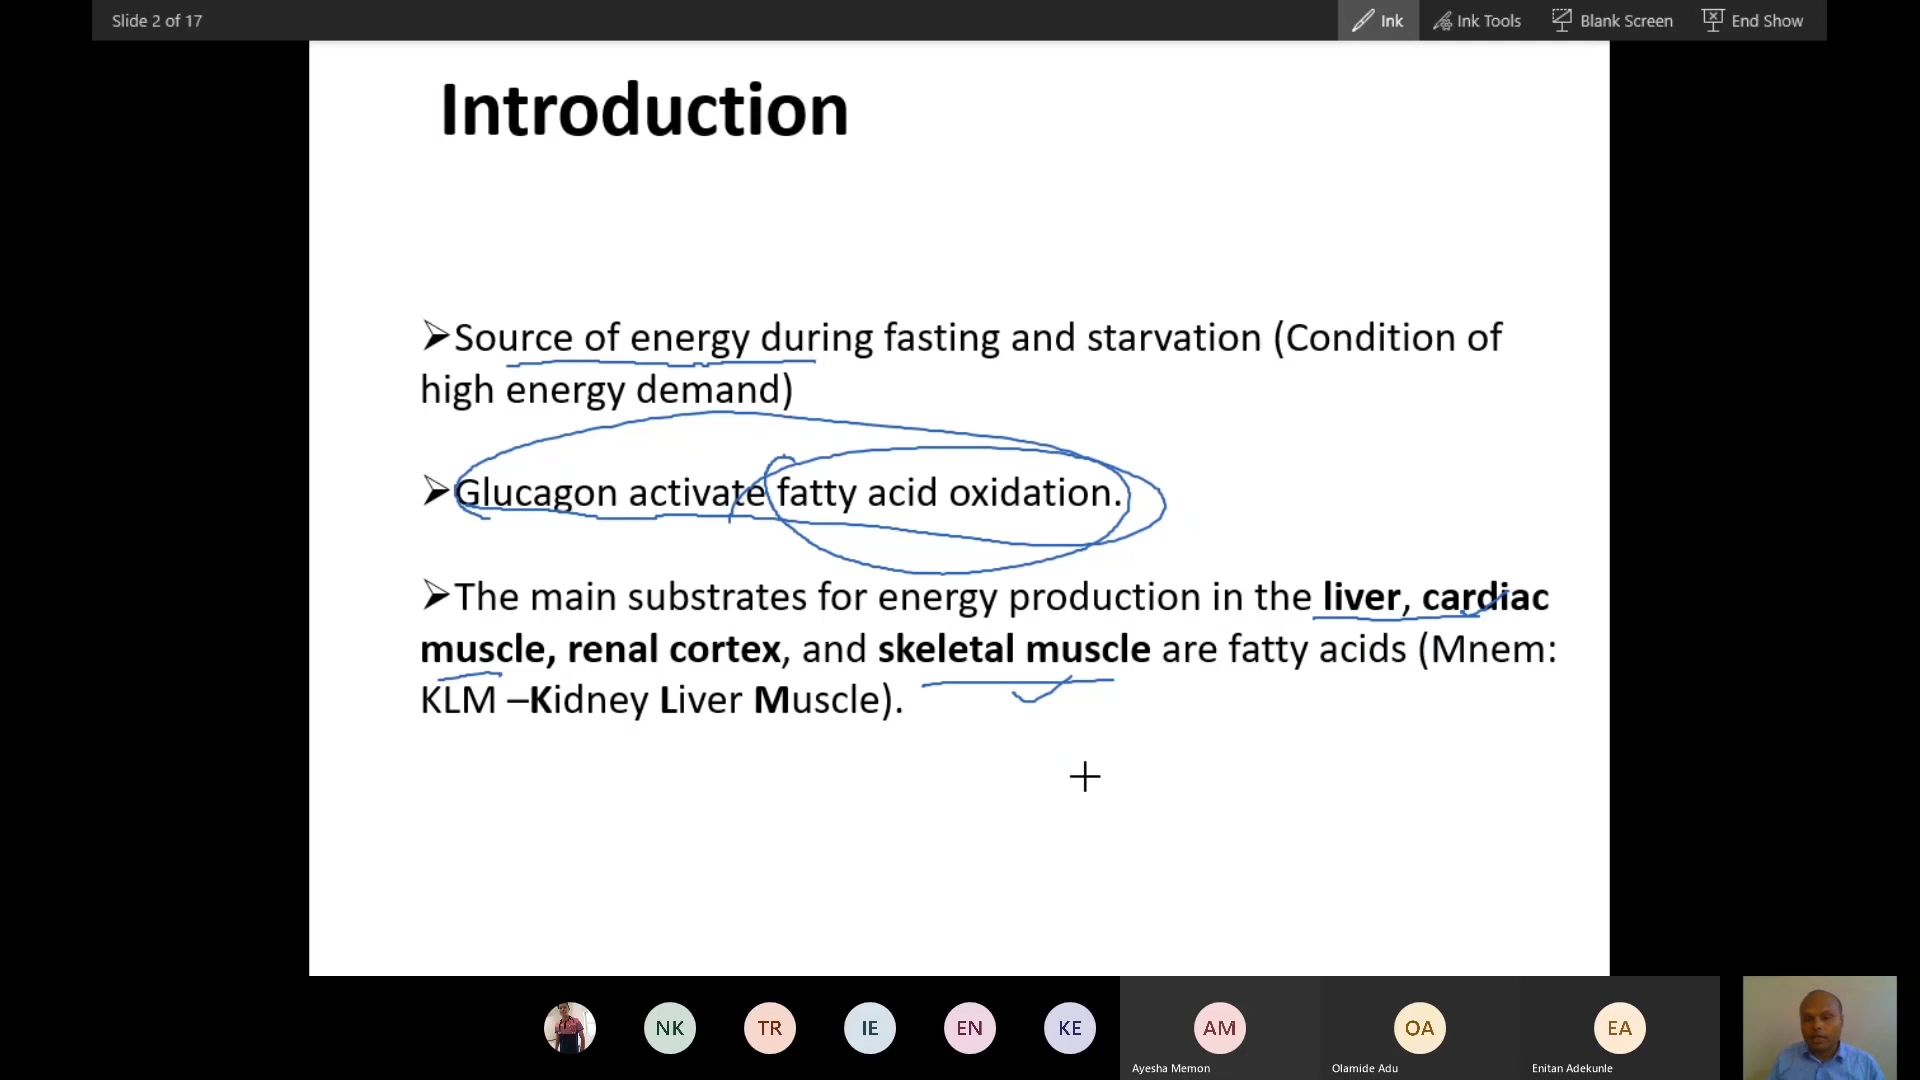 Slide 2 of 17
Ink
Ink Tools
Blank Screen
End Show
Introduction
➢Source of energy during fasting and starvation (Condition of
high energy demand)
➢Glucagon activate fatty acid oxidation.
➢The main substrates for energy production in the liver, cardiac
muscle, renal cortex, and skeletal muscle are fatty acids (Mnem:
KLM –Kidney Liver Muscle).
NK
TR
IE
EN
KE
AM
OA
EA
Ayesha Memon
Olamide Adu
Enitan Adekunle